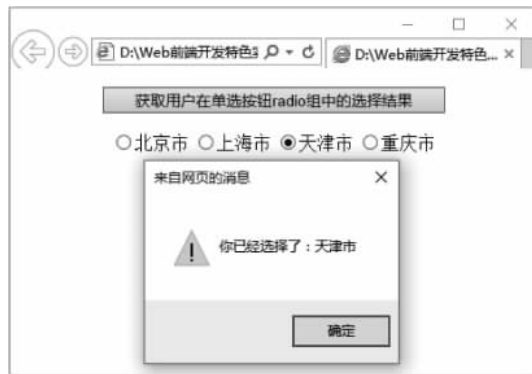 D:\Web前端开发特色
D:\Web前端开发特色...
获取用户在单选按钮radio组中的选择结果
北京市 上海市 天津市 重庆市
来自网页的消息
你已经选择了：天津市
确定